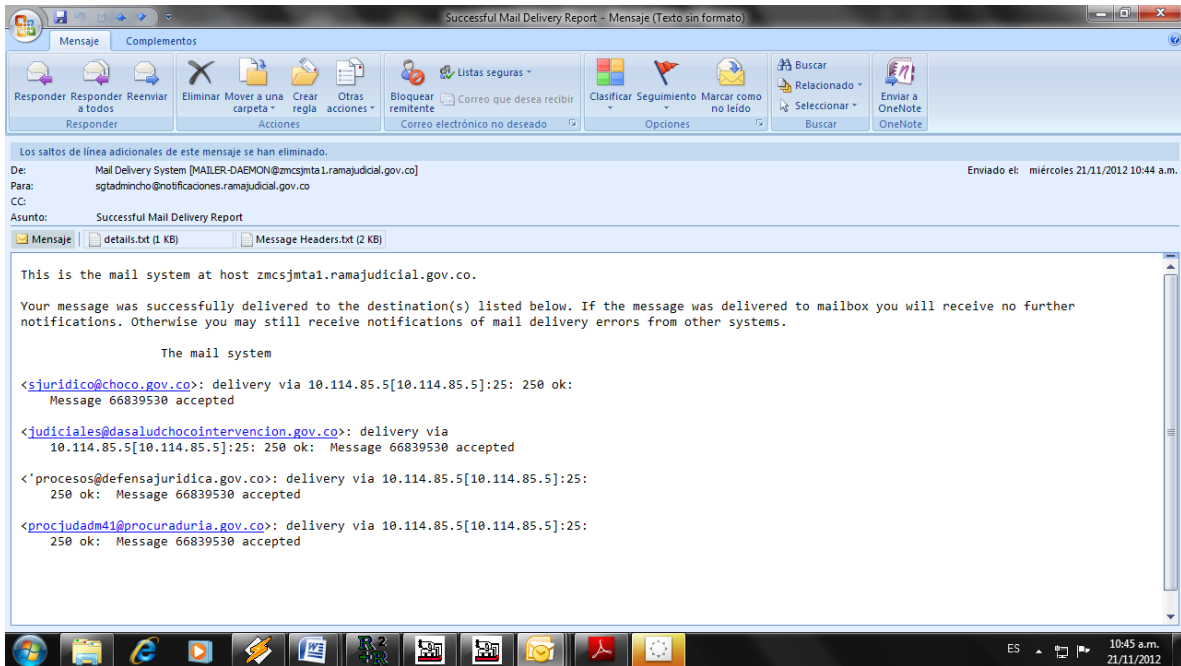 Successful Mail Delivery Report - Mensaje (Texto sin formato)
Mensaje Complementos
Responder Responder a todos Reenviar Eliminar Mover a una carpeta Crear regla Otras acciones Bloquear remitente Listas seguras Correo que desea recibir Clasificar Seguimiento Marcar como no leído Buscar Relacionado Seleccionar Enviar a OneNote
Responder Acciones Correo electrónico no deseado Opciones Buscar OneNote
Los saltos de línea adicionales de este mensaje se han eliminado.
De: Mail Delivery System [MAILER-DAEMON@zmcsjmta1.ramajudicial.gov.co] Enviado el: miércoles 21/11/2012 10:44 a.m.
Para: sgtadmincho@notificaciones.ramajudicial.gov.co
CC:
Asunto: Successful Mail Delivery Report
Mensaje details.txt (1 KB) Message Headers.txt (2 KB)
This is the mail system at host zmcsjmta1.ramajudicial.gov.co.
Your message was successfully delivered to the destination(s) listed below. If the message was delivered to mailbox you will receive no further
notifications. Otherwise you may still receive notifications of mail delivery errors from other systems.
The mail system
<sjuridico@choco.gov.co>: delivery via 10.114.85.5[10.114.85.5]:25: 250 ok:
Message 66839530 accepted
<judiciales@dasaludchocointervencion.gov.co>: delivery via
10.114.85.5[10.114.85.5]:25: 250 ok:  Message 66839530 accepted
<'procesos@defensajuridica.gov.co>: delivery via 10.114.85.5[10.114.85.5]:25:
250 ok:  Message 66839530 accepted
<procjudadm41@procuraduria.gov.co>: delivery via 10.114.85.5[10.114.85.5]:25:
250 ok:  Message 66839530 accepted
ES 10:45 a.m.
21/11/2012